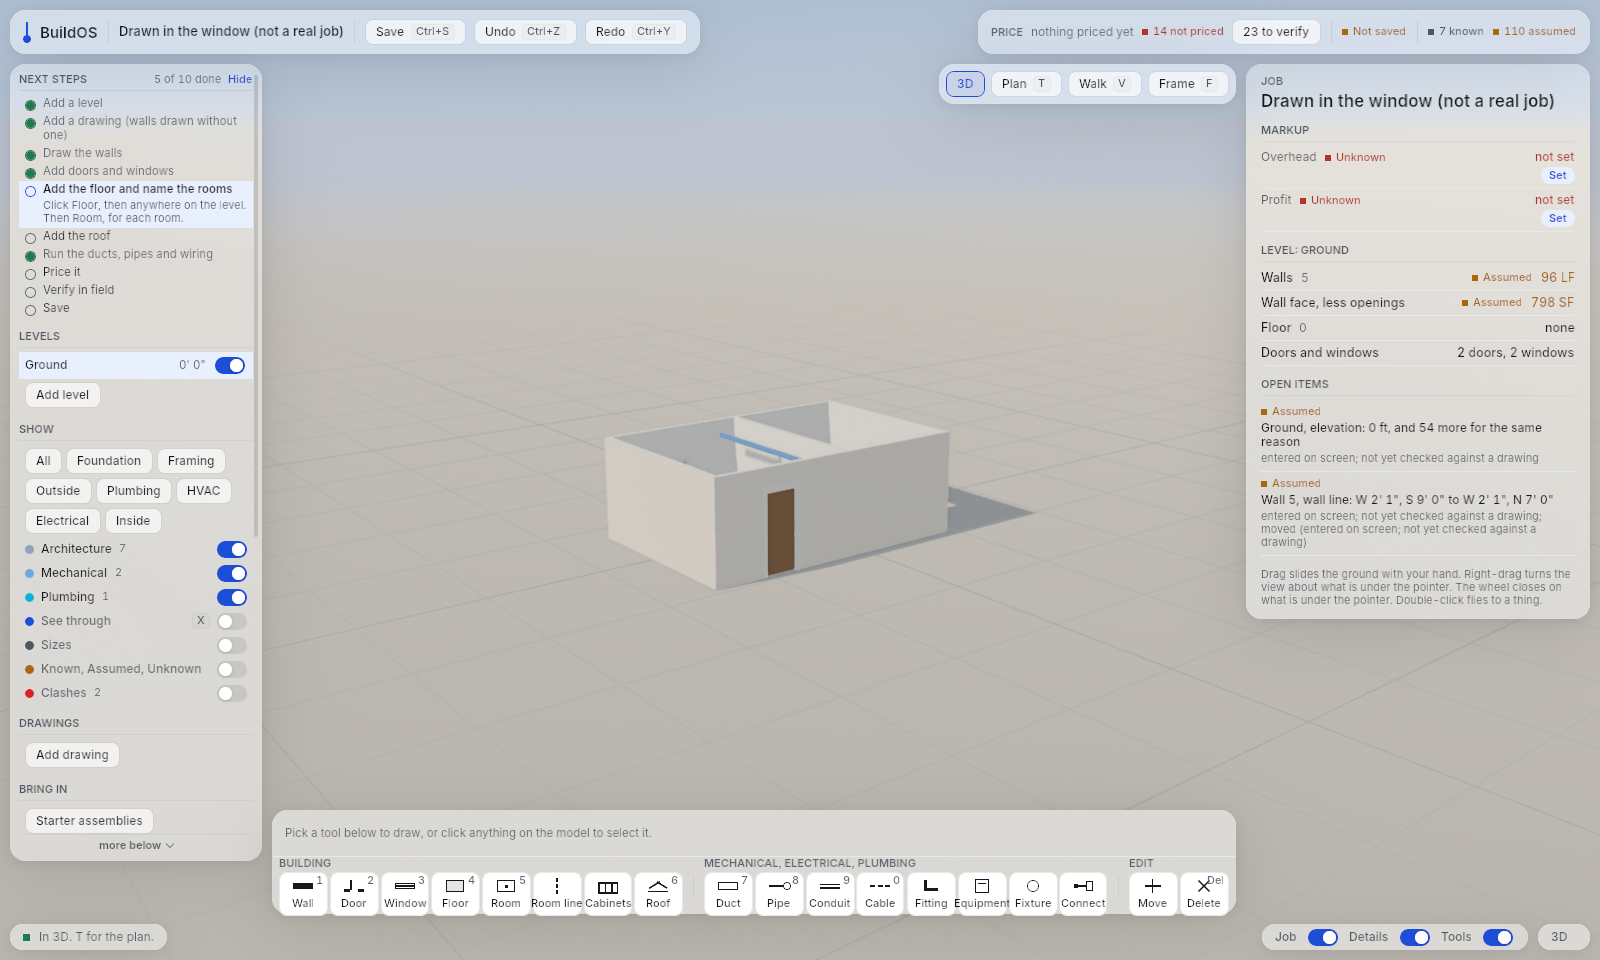 BuildOS
Drawn in the window (not a real job)
Save Ctrl+S
Undo Ctrl+Z
Redo Ctrl+Y
PRICE nothing priced yet 14 not priced
23 to verify
Not saved
7 known 110 assumed
NEXT STEPS 5 of 10 done Hide
Add a level
Add a drawing (walls drawn without
one)
Draw the walls
Add doors and windows
Add the floor and name the rooms
Click Floor, then anywhere on the level.
Then Room, for each room.
Add the roof
Run the ducts, pipes and wiring
Price it
Verify in field
Save
LEVELS
Ground 0' 0"
Add level
SHOW
All Foundation Framing
Outside Plumbing HVAC
Electrical Inside
Architecture 7
Mechanical 2
Plumbing 1
See through X
Sizes
Known, Assumed, Unknown
Clashes 2
DRAWINGS
Add drawing
BRING IN
Starter assemblies
more below
In 3D. T for the plan.
3D
Plan T
Walk V
Frame F
JOB
Drawn in the window (not a real job)
MARKUP
Overhead Unknown not set
Set
Profit Unknown not set
Set
LEVEL: GROUND
Walls 5 Assumed 96 LF
Wall face, less openings Assumed 798 SF
Floor 0 none
Doors and windows 2 doors, 2 windows
OPEN ITEMS
Assumed
Ground, elevation: 0 ft, and 54 more for the same
reason
entered on screen; not yet checked against a drawing
Assumed
Wall 5, wall line: W 2' 1", S 9' 0" to W 2' 1", N 7' 0"
entered on screen; not yet checked against a drawing;
moved (entered on screen; not yet checked against a
drawing)
Drag slides the ground with your hand. Right-drag turns the
view about what is under the pointer. The wheel closes on
what is under the pointer. Double-click flies to a thing.
Pick a tool below to draw, or click anything on the model to select it.
BUILDING
1 Wall
2 Door
3 Window
4 Floor
5 Room
Room line
Cabinets
6 Roof
MECHANICAL, ELECTRICAL, PLUMBING
7 Duct
8 Pipe
9 Conduit
0 Cable
Fitting
Equipment
Fixture
Connect
EDIT
Move
Del Delete
Job Details Tools
3D